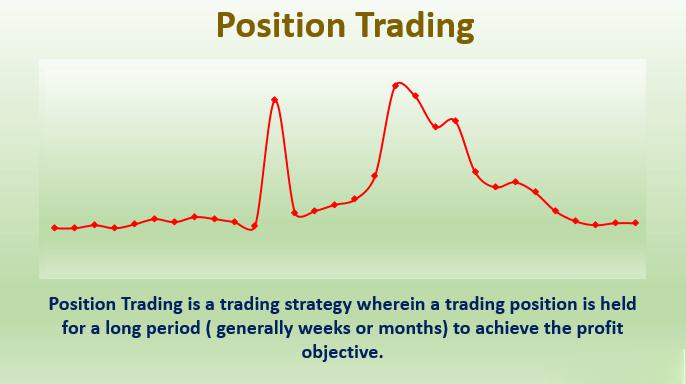 Position Trading
Position Trading is a trading strategy wherein a trading position is held
for a long period ( generally weeks or months) to achieve the profit
objective.